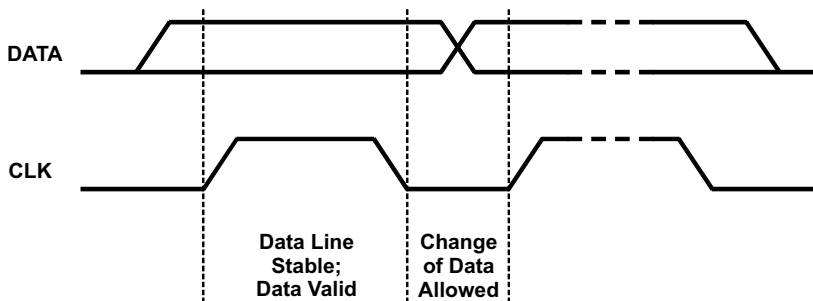 DATA
CLK
Data Line
Stable;
Data Valid
Change
of Data
Allowed